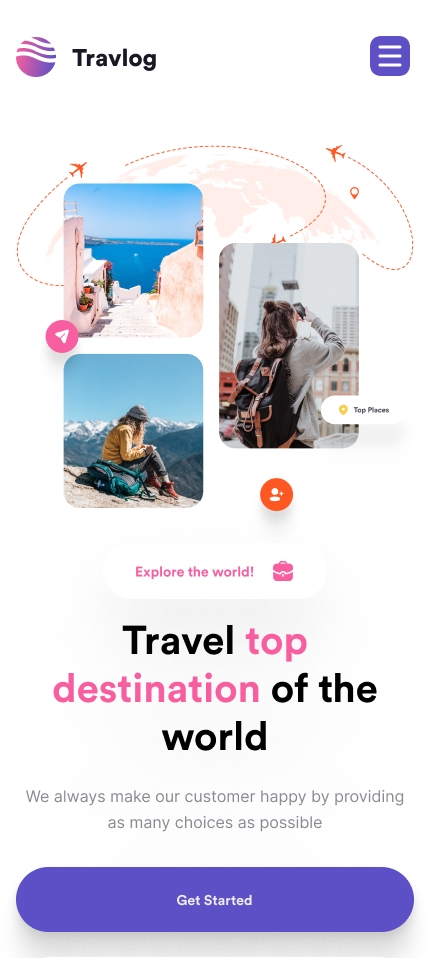 Travlog
Top Places
Explore the world!
Travel top
destination of the
world
We always make our customer happy by providing
as many choices as possible
Get Started